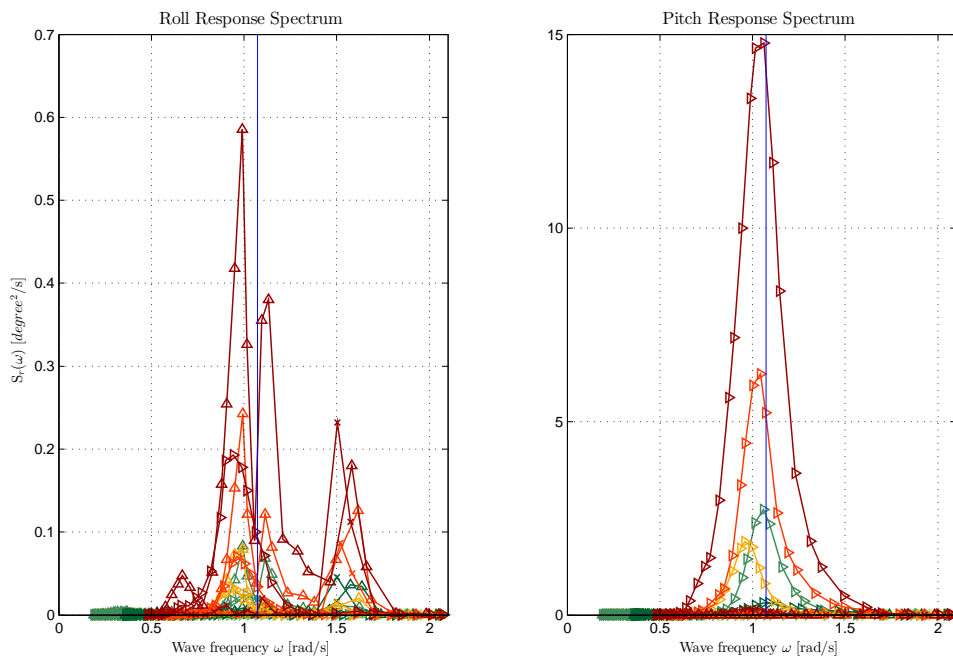 Roll Response Spectrum
S_r(ω) [degree²/s]
0.7
0.6
0.5
0.4
0.3
0.2
0.1
0
0 0.5 1 1.5 2
Wave frequency ω [rad/s]
Pitch Response Spectrum
15
10
5
0
0 0.5 1 1.5 2
Wave frequency ω [rad/s]